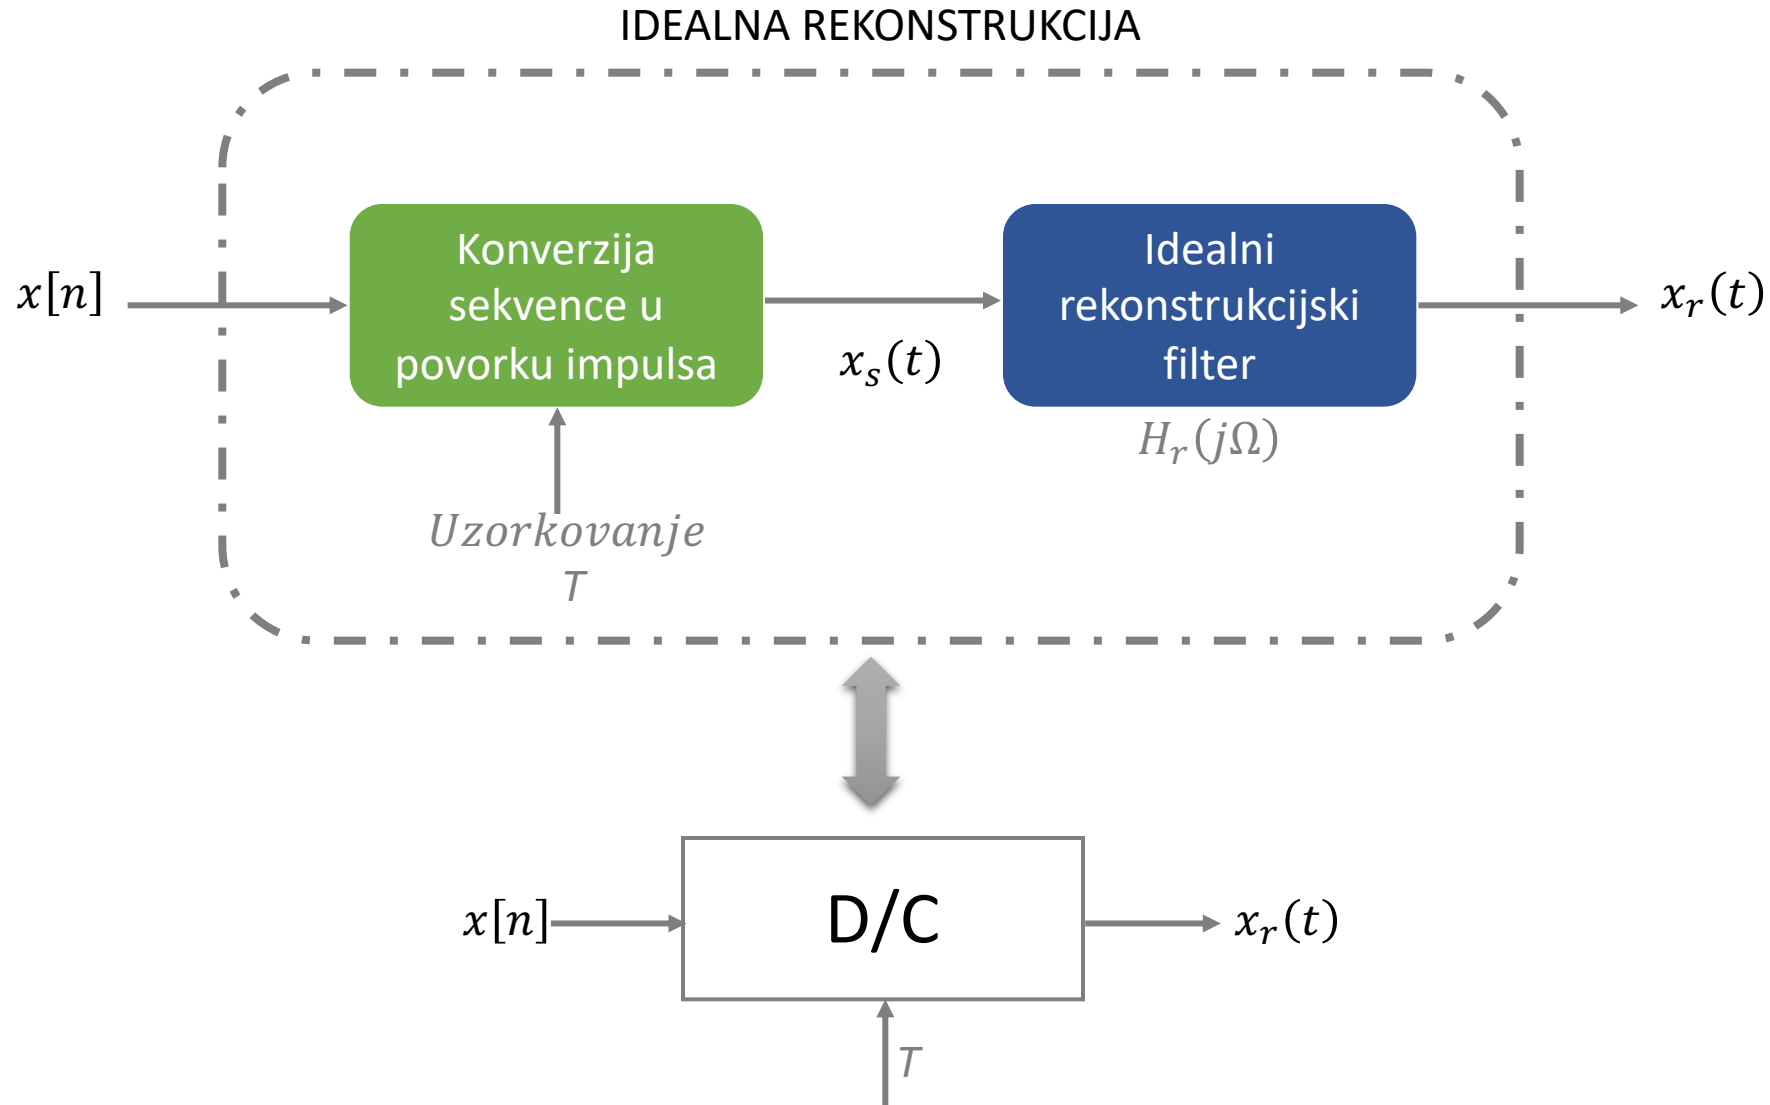 IDEALNA REKONSTRUKCIJA
Konverzija
sekvence u
povorku impulsa
Idealni
rekonstrukcijski
filter
x[n]
x_s(t)
x_r(t)
H_r(jΩ)
Uzorkovanje
T
x[n]
D/C
x_r(t)
T